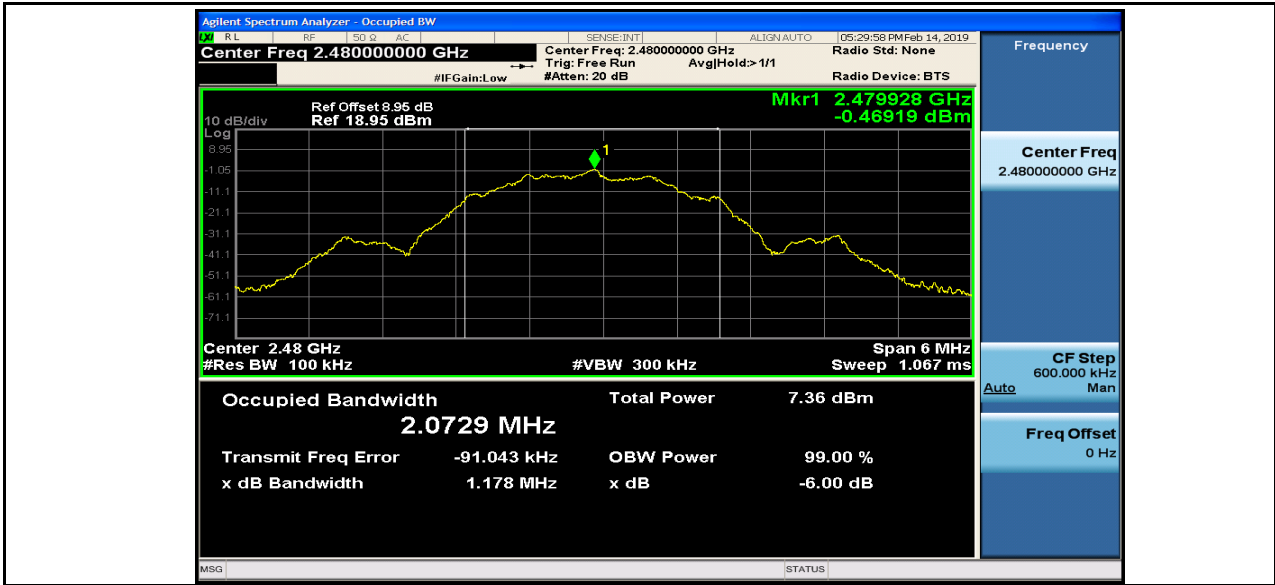 Agilent Spectrum Analyzer - Occupied BW
LXI RL RF 50 Ω AC SENSE:INT ALIGN AUTO 05:29:58 PM Feb 14, 2019
Center Freq 2.480000000 GHz
Center Freq: 2.480000000 GHz Radio Std: None
Trig: Free Run Avg|Hold:>1/1
#IFGain:Low #Atten: 20 dB Radio Device: BTS
Frequency
Mkr1 2.479928 GHz
-0.46919 dBm
Ref Offset 8.95 dB
10 dB/div Ref 18.95 dBm
Log
8.95
-1.05
-11.1
-21.1
-31.1
-41.1
-51.1
-61.1
-71.1
1
Center 2.48 GHz Span 6 MHz
#Res BW 100 kHz #VBW 300 kHz Sweep 1.067 ms
Center Freq
2.480000000 GHz
CF Step
600.000 kHz
Auto Man
Freq Offset
0 Hz
Occupied Bandwidth Total Power 7.36 dBm
2.0729 MHz
Transmit Freq Error -91.043 kHz OBW Power 99.00 %
x dB Bandwidth 1.178 MHz x dB -6.00 dB
MSG STATUS